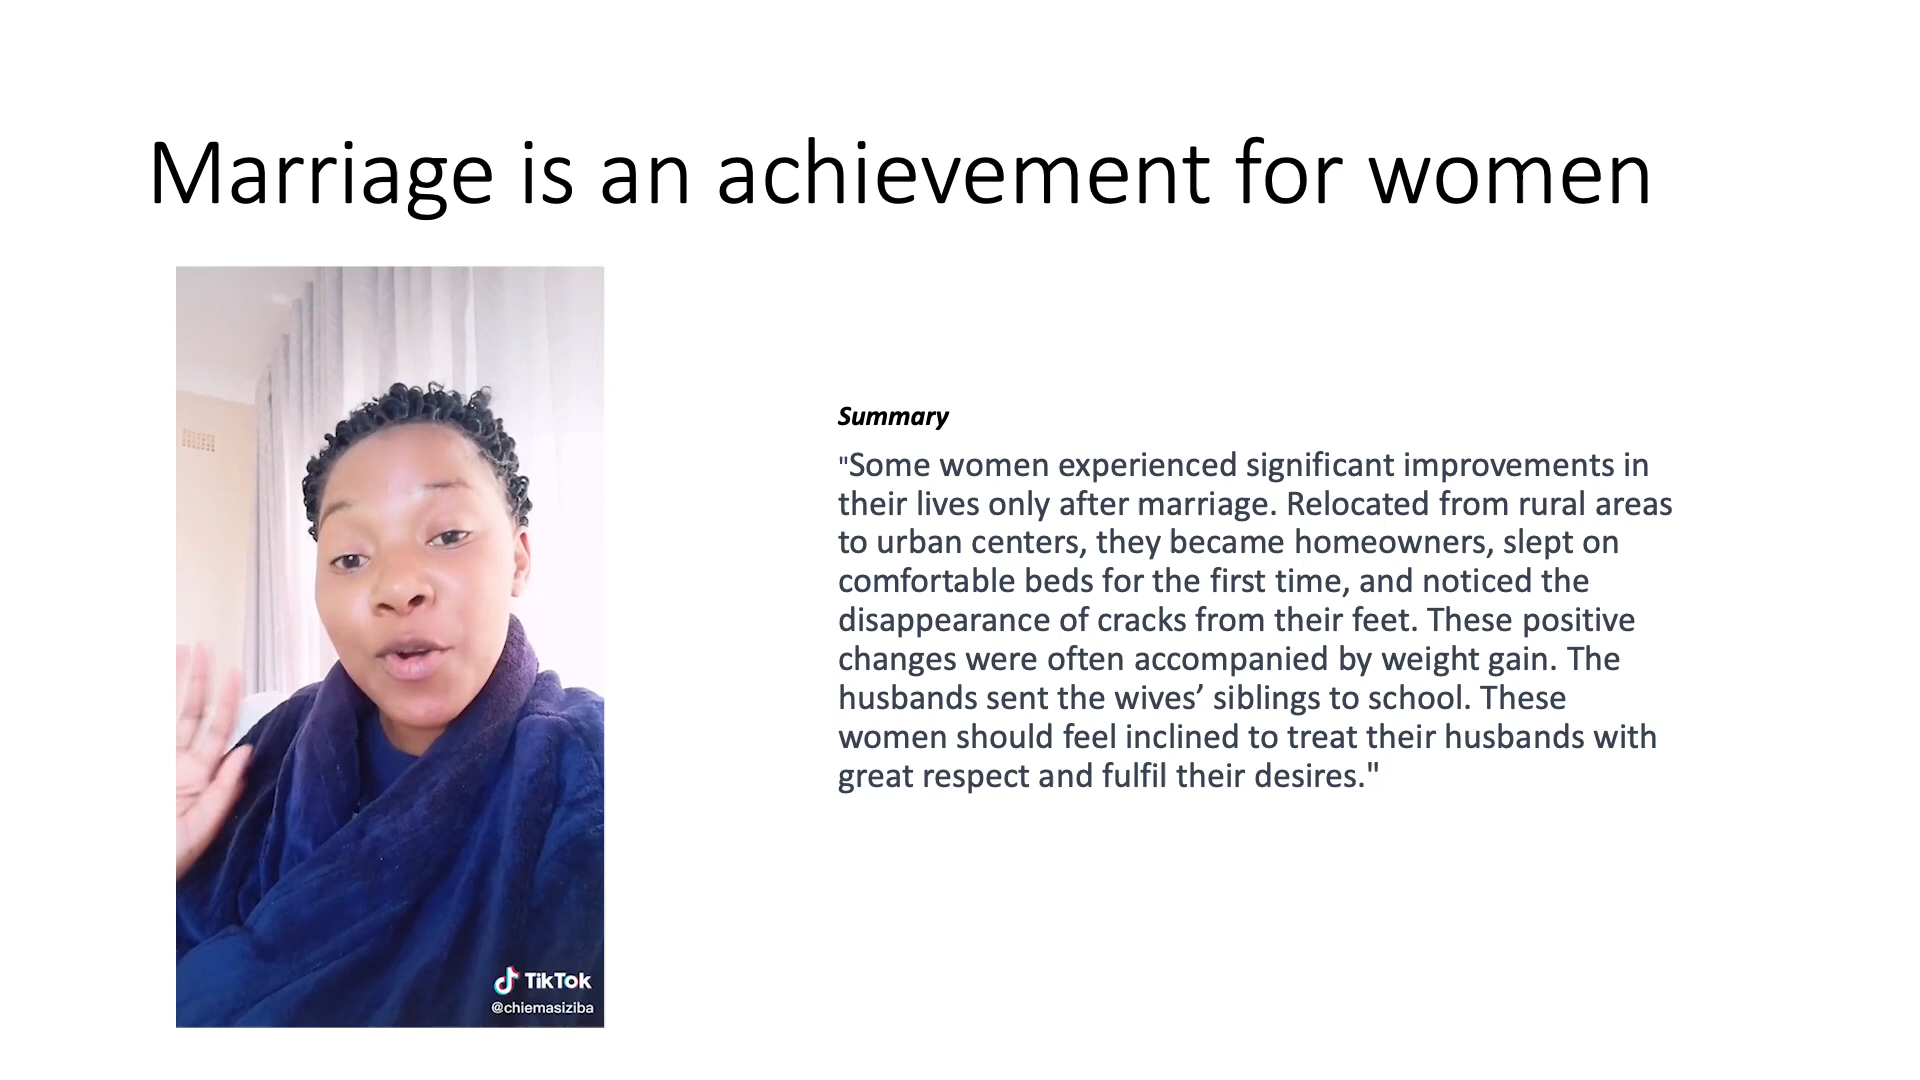 Marriage is an achievement for women
Summary
"Some women experienced significant improvements in
their lives only after marriage. Relocated from rural areas
to urban centers, they became homeowners, slept on
comfortable beds for the first time, and noticed the
disappearance of cracks from their feet. These positive
changes were often accompanied by weight gain. The
husbands sent the wives’ siblings to school. These
women should feel inclined to treat their husbands with
great respect and fulfil their desires."
TikTok
@chiemasiziba